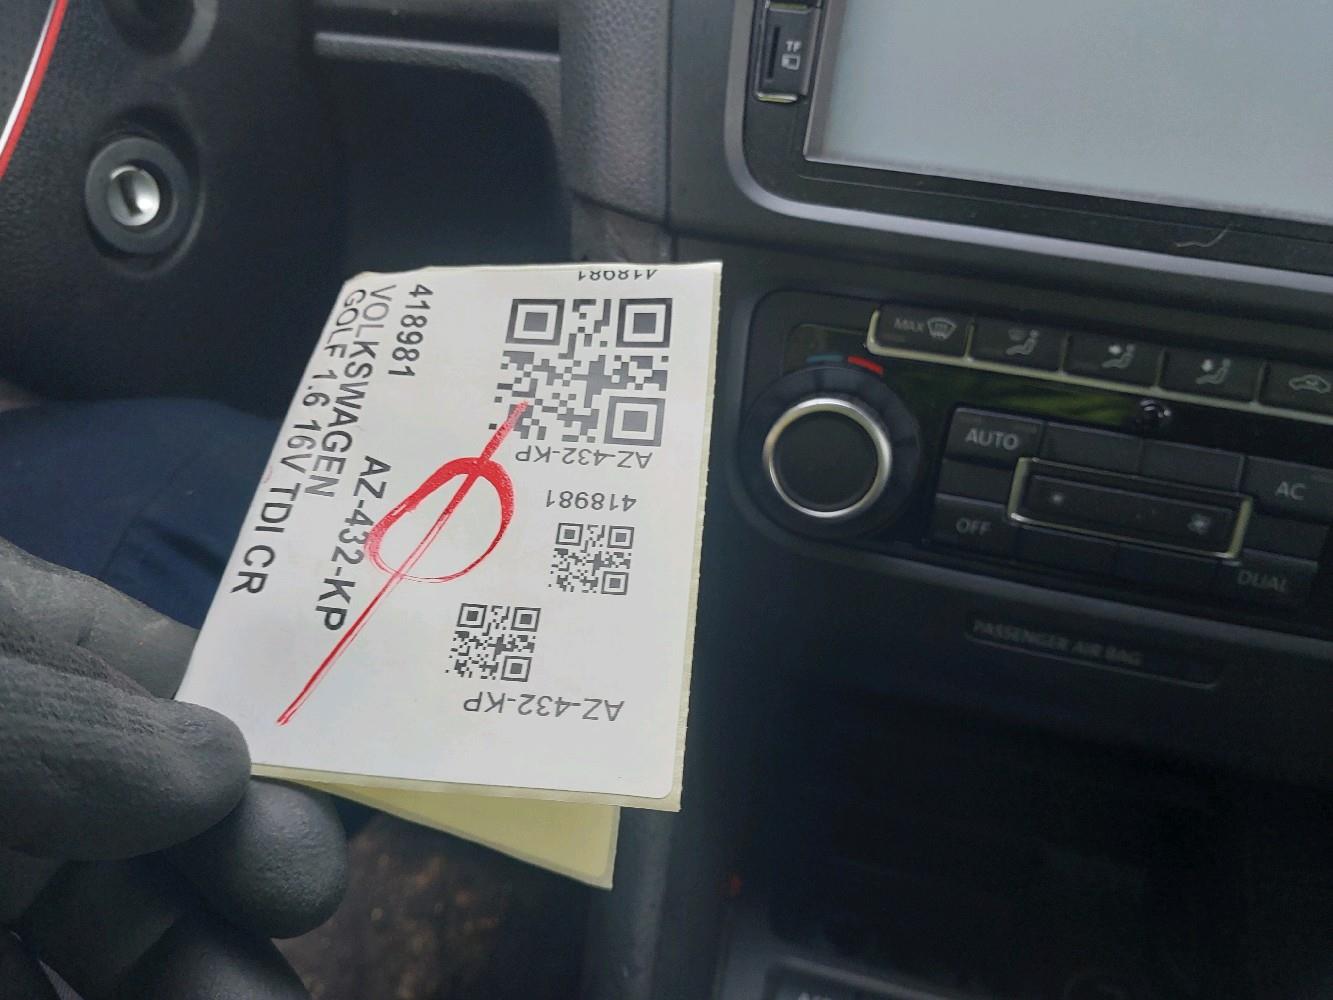 418981
AZ-432-KP
418981
AZ-432-KP
418981
VOLKSWAGEN
GOLF 1.6 16V TDI CR
AZ-432-KP
TF
MAX
AUTO
AC
OFF
DUAL
PASSENGER AIR BAG